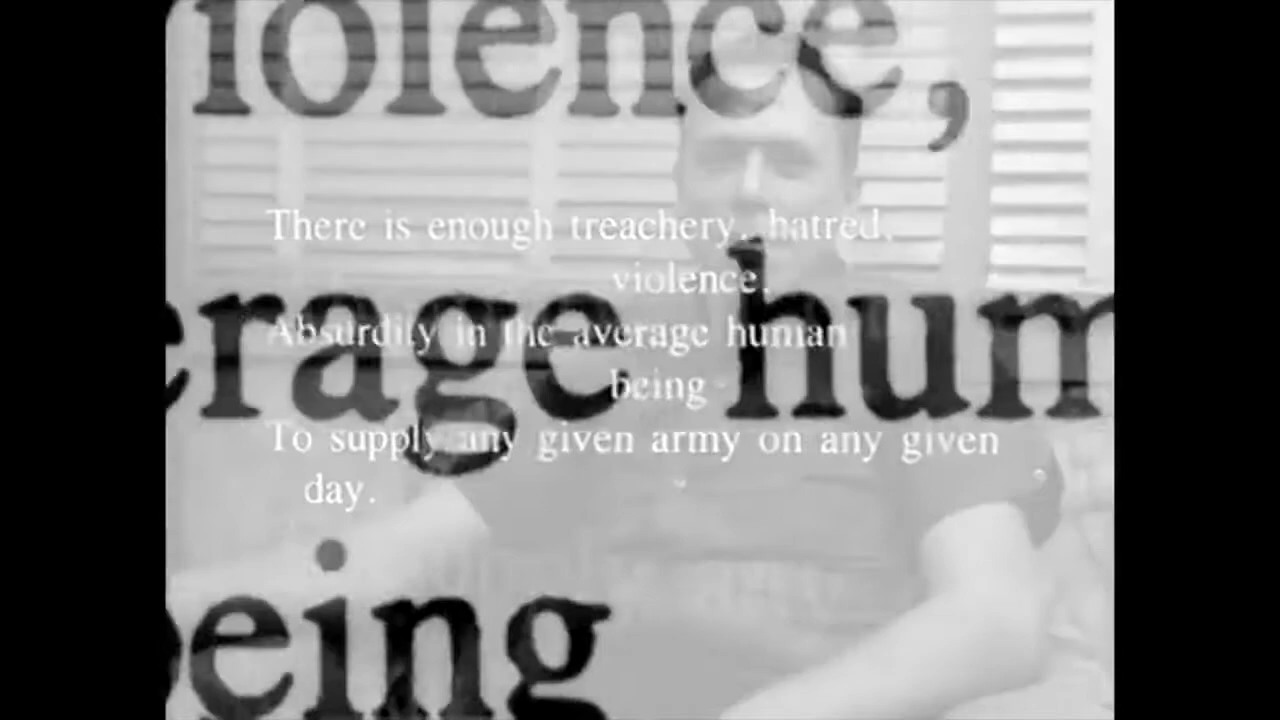 iolence,
There is enough treachery, hatred,
violence,
Absurdity in the average human
being
To supply any given army on any given
day.
erage hum
being